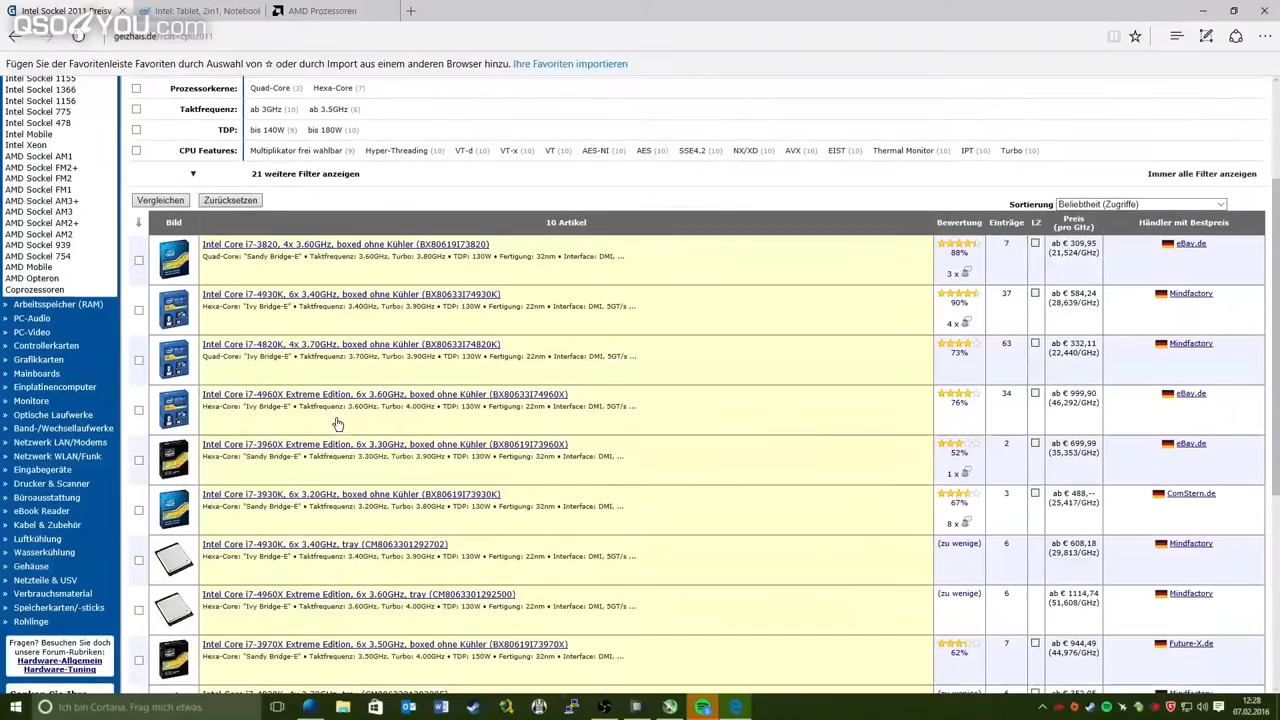 Intel Sockel 2011 Preisv
Intel: Tablet, 2in1, Notebook
AMD Prozessoren
QSO4YOU.com
geizhals.de/?cat=cpu2011
Fügen Sie der Favoritenleiste Favoriten durch Auswahl von ☆ oder durch Import aus einem anderen Browser hinzu. Ihre Favoriten importieren
Intel Sockel 1155
Intel Sockel 1366
Intel Sockel 1156
Intel Sockel 775
Intel Sockel 478
Intel Mobile
Intel Xeon
AMD Sockel AM1
AMD Sockel FM2+
AMD Sockel FM2
AMD Sockel FM1
AMD Sockel AM3+
AMD Sockel AM3
AMD Sockel AM2+
AMD Sockel AM2
AMD Sockel 939
AMD Sockel 754
AMD Mobile
AMD Opteron
Coprozessoren
» Arbeitsspeicher (RAM)
» PC-Audio
» PC-Video
» Controllerkarten
» Grafikkarten
» Mainboards
» Einplatinencomputer
» Monitore
» Optische Laufwerke
» Band-/Wechsellaufwerke
» Netzwerk LAN/Modems
» Netzwerk WLAN/Funk
» Eingabegeräte
» Drucker & Scanner
» Büroausstattung
» eBook Reader
» Kabel & Zubehör
» Luftkühlung
» Wasserkühlung
» Gehäuse
» Netzteile & USV
» Verbrauchsmaterial
» Speicherkarten/-sticks
» Rohlinge
Fragen? Besuchen Sie doch
unsere Forum-Rubriken:
Hardware-Allgemein
Hardware-Tuning
Prozessorkerne: Quad-Core (3) Hexa-Core (7)
Taktfrequenz: ab 3GHz (10) ab 3.5GHz (6)
TDP: bis 140W (9) bis 180W (10)
CPU Features: Multiplikator frei wählbar (9) Hyper-Threading (10) VT-d (10) VT-x (10) VT (10) AES-NI (10) AES (10) SSE4.2 (10) NX/XD (10) AVX (10) EIST (10) Thermal Monitor (10) IPT (10) Turbo (10)
▼ 21 weitere Filter anzeigen Immer alle Filter anzeigen
Vergleichen Zurücksetzen
Sortierung Beliebtheit (Zugriffe)
Bild 10 Artikel Bewertung Einträge LZ Preis (pro GHz) Händler mit Bestpreis
Intel Core i7-3820, 4x 3.60GHz, boxed ohne Kühler (BX80619I73820) 7 ab € 309,95 eBay.de
Quad-Core: "Sandy Bridge-E" • Taktfrequenz: 3.60GHz, Turbo: 3.80GHz • TDP: 130W • Fertigung: 32nm • Interface: DMI, ... 88% (21,524/GHz)
3 x
Intel Core i7-4930K, 6x 3.40GHz, boxed ohne Kühler (BX80633I74930K) 37 ab € 584,24 Mindfactory
Hexa-Core: "Ivy Bridge-E" • Taktfrequenz: 3.40GHz, Turbo: 3.90GHz • TDP: 130W • Fertigung: 22nm • Interface: DMI, 5GT/s ... 90% (28,639/GHz)
4 x
Intel Core i7-4820K, 4x 3.70GHz, boxed ohne Kühler (BX80633I74820K) 63 ab € 332,11 Mindfactory
Quad-Core: "Ivy Bridge-E" • Taktfrequenz: 3.70GHz, Turbo: 3.90GHz • TDP: 130W • Fertigung: 22nm • Interface: DMI, 5GT/s ... 73% (22,440/GHz)
Intel Core i7-4960X Extreme Edition, 6x 3.60GHz, boxed ohne Kühler (BX80633I74960X) 34 ab € 999,90 eBay.de
Hexa-Core: "Ivy Bridge-E" • Taktfrequenz: 3.60GHz, Turbo: 4.00GHz • TDP: 130W • Fertigung: 22nm • Interface: DMI, 5GT/s ... 76% (46,292/GHz)
Intel Core i7-3960X Extreme Edition, 6x 3.30GHz, boxed ohne Kühler (BX80619I73960X) 2 ab € 699,99 eBay.de
Hexa-Core: "Sandy Bridge-E" • Taktfrequenz: 3.30GHz, Turbo: 3.90GHz • TDP: 130W • Fertigung: 32nm • Interface: DMI, ... 52% (35,353/GHz)
1 x
Intel Core i7-3930K, 6x 3.20GHz, boxed ohne Kühler (BX80619I73930K) 3 ab € 488,-- ComStern.de
Hexa-Core: "Sandy Bridge-E" • Taktfrequenz: 3.20GHz, Turbo: 3.80GHz • TDP: 130W • Fertigung: 32nm • Interface: DMI, ... 67% (25,417/GHz)
8 x
Intel Core i7-4930K, 6x 3.40GHz, tray (CM8063301292702) (zu wenige) 6 ab € 608,18 Mindfactory
Hexa-Core: "Ivy Bridge-E" • Taktfrequenz: 3.40GHz, Turbo: 3.90GHz • TDP: 130W • Fertigung: 22nm • Interface: DMI, 5GT/s ... (29,813/GHz)
Intel Core i7-4960X Extreme Edition, 6x 3.60GHz, tray (CM8063301292500) (zu wenige) 6 ab € 1114,74 Mindfactory
Hexa-Core: "Ivy Bridge-E" • Taktfrequenz: 3.60GHz, Turbo: 4.00GHz • TDP: 130W • Fertigung: 22nm • Interface: DMI, 5GT/s ... (51,608/GHz)
Intel Core i7-3970X Extreme Edition, 6x 3.50GHz, boxed ohne Kühler (BX80619I73970X) 7 ab € 944,49 Future-X.de
Hexa-Core: "Sandy Bridge-E" • Taktfrequenz: 3.50GHz, Turbo: 4.00GHz • TDP: 150W • Fertigung: 32nm • Interface: DMI, ... 62% (44,976/GHz)
Ich bin Cortana. Frag mich etwas.
12:28
07.02.2016